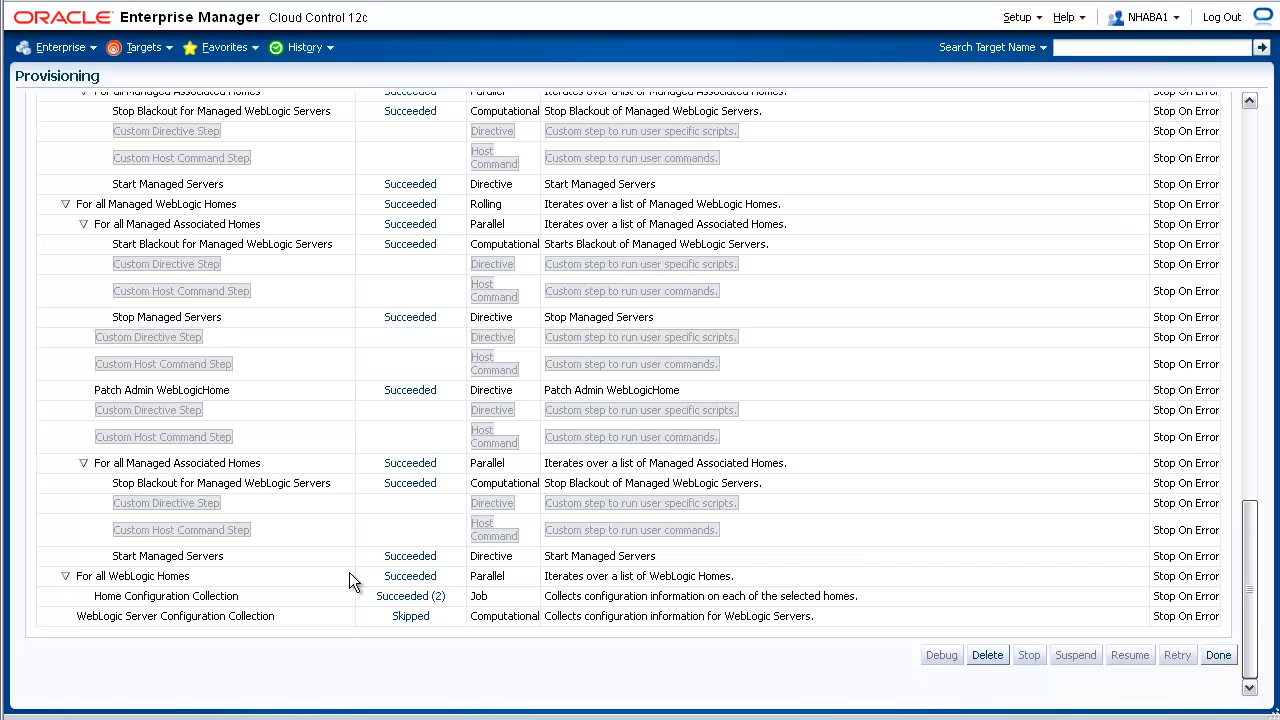 ORACLE Enterprise Manager Cloud Control 12c Setup Help NHABA1 Log Out
Enterprise Targets Favorites History Search Target Name
Provisioning
For all Managed Associated Homes Succeeded Parallel Iterates over a list of Managed Associated Homes. Stop On Error
Stop Blackout for Managed WebLogic Servers Succeeded Computational Stop Blackout of Managed WebLogic Servers. Stop On Error
Custom Directive Step Directive Custom step to run user specific scripts. Stop On Error
Custom Host Command Step Host Command Custom step to run user commands. Stop On Error
Start Managed Servers Succeeded Directive Start Managed Servers Stop On Error
For all Managed WebLogic Homes Succeeded Rolling Iterates over a list of Managed WebLogic Homes. Stop On Error
For all Managed Associated Homes Succeeded Parallel Iterates over a list of Managed Associated Homes. Stop On Error
Start Blackout for Managed WebLogic Servers Succeeded Computational Starts Blackout of Managed WebLogic Servers. Stop On Error
Custom Directive Step Directive Custom step to run user specific scripts. Stop On Error
Custom Host Command Step Host Command Custom step to run user commands. Stop On Error
Stop Managed Servers Succeeded Directive Stop Managed Servers Stop On Error
Custom Directive Step Directive Custom step to run user specific scripts. Stop On Error
Custom Host Command Step Host Command Custom step to run user commands. Stop On Error
Patch Admin WebLogicHome Succeeded Directive Patch Admin WebLogicHome Stop On Error
Custom Directive Step Directive Custom step to run user specific scripts. Stop On Error
Custom Host Command Step Host Command Custom step to run user commands. Stop On Error
For all Managed Associated Homes Succeeded Parallel Iterates over a list of Managed Associated Homes. Stop On Error
Stop Blackout for Managed WebLogic Servers Succeeded Computational Stop Blackout of Managed WebLogic Servers. Stop On Error
Custom Directive Step Directive Custom step to run user specific scripts. Stop On Error
Custom Host Command Step Host Command Custom step to run user commands. Stop On Error
Start Managed Servers Succeeded Directive Start Managed Servers Stop On Error
For all WebLogic Homes Succeeded Parallel Iterates over a list of WebLogic Homes. Stop On Error
Home Configuration Collection Succeeded (2) Job Collects configuration information on each of the selected homes. Stop On Error
WebLogic Server Configuration Collection Skipped Computational Collects configuration information for WebLogic Servers. Stop On Error
Debug Delete Stop Suspend Resume Retry Done